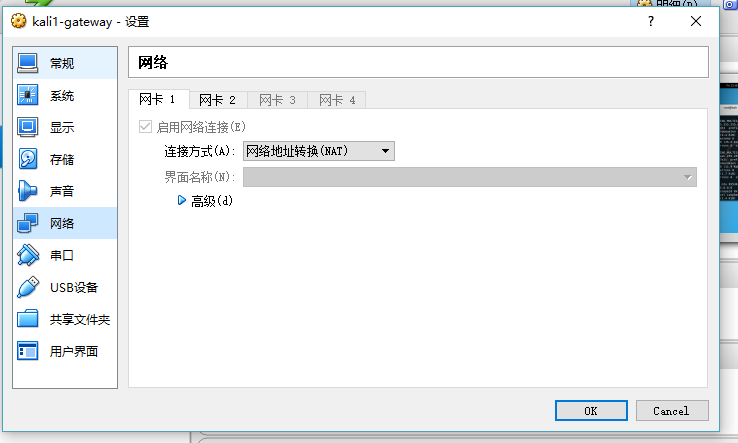 明细(D)
kali1-gateway - 设置
?
常规
系统
显示
存储
声音
网络
串口
USB设备
共享文件夹
用户界面
网络
网卡 1 网卡 2 网卡 3 网卡 4
启用网络连接(E)
连接方式(A): 网络地址转换(NAT)
界面名称(N):
高级(d)
OK Cancel